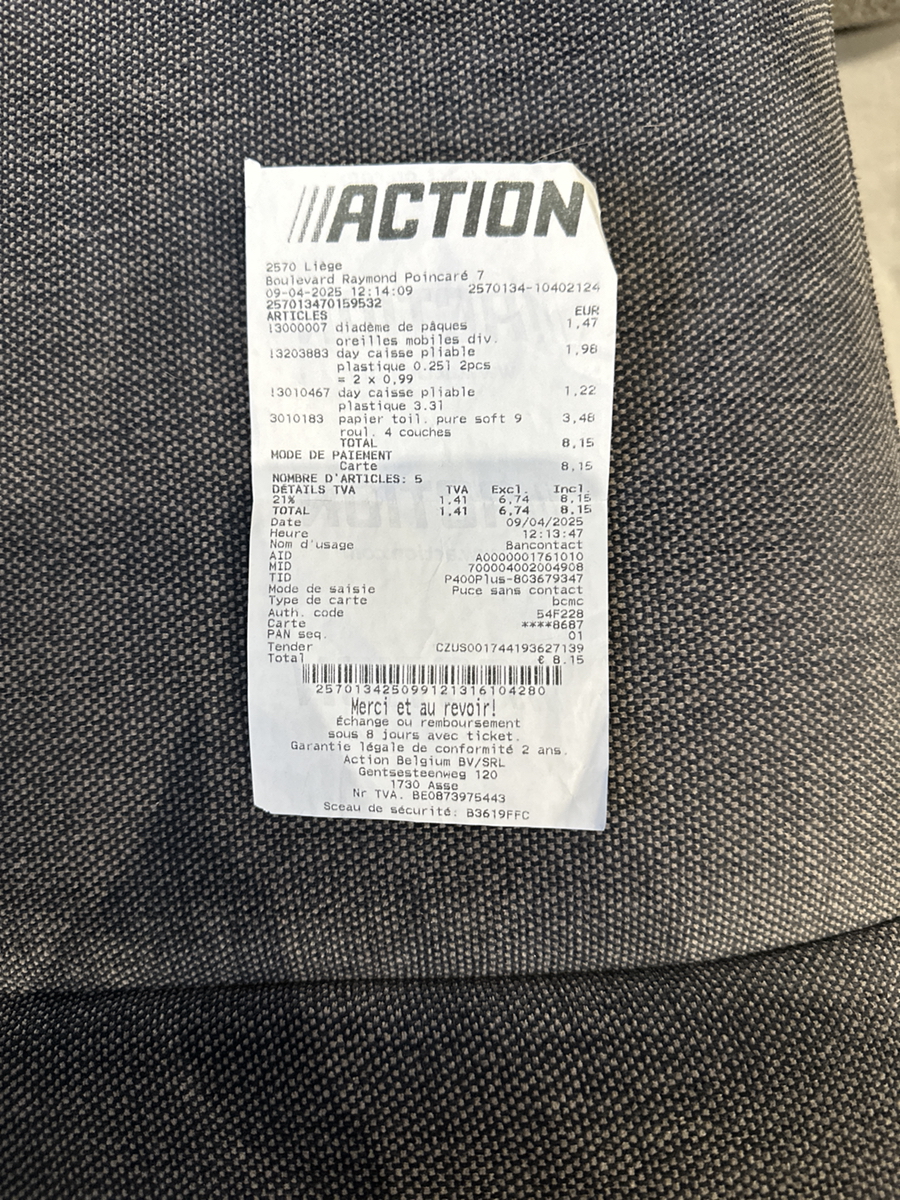 ACTION
2570 Liège
Boulevard Raymond Poincaré 7
09-04-2025 12:14:09 2570134-10402124
257013470159532
ARTICLES EUR
!3000007 diadème de pâques 1,47
oreilles mobiles div.
!3203883 day caisse pliable 1,98
plastique 0.25l 2pcs
= 2 x 0,99
!3010467 day caisse pliable 1,22
plastique 3.3l
3010183 papier toil. pure soft 9 3,48
roul. 4 couches
TOTAL 8,15
MODE DE PAIEMENT
Carte 8,15
NOMBRE D'ARTICLES: 5
DÉTAILS TVA TVA Excl. Incl.
21% 1,41 6,74 8,15
TOTAL 1,41 6,74 8,15
Date 09/04/2025
Heure 12:13:47
Nom d'usage Bancontact
AID A0000001761010
MID 700004002004908
TID P400Plus-803679347
Mode de saisie Puce sans contact
Type de carte bcmc
Auth. code 54F228
Carte ****8687
PAN seq. 01
Tender CZUS001744193627139
Total € 8.15
2570134250991213161042​80
Merci et au revoir!
Échange ou remboursement
sous 8 jours avec ticket.
Garantie légale de conformité 2 ans.
Action Belgium BV/SRL
Gentsesteenweg 120
1730 Asse
Nr TVA. BE0873975443
Sceau de sécurité: B3619FFC